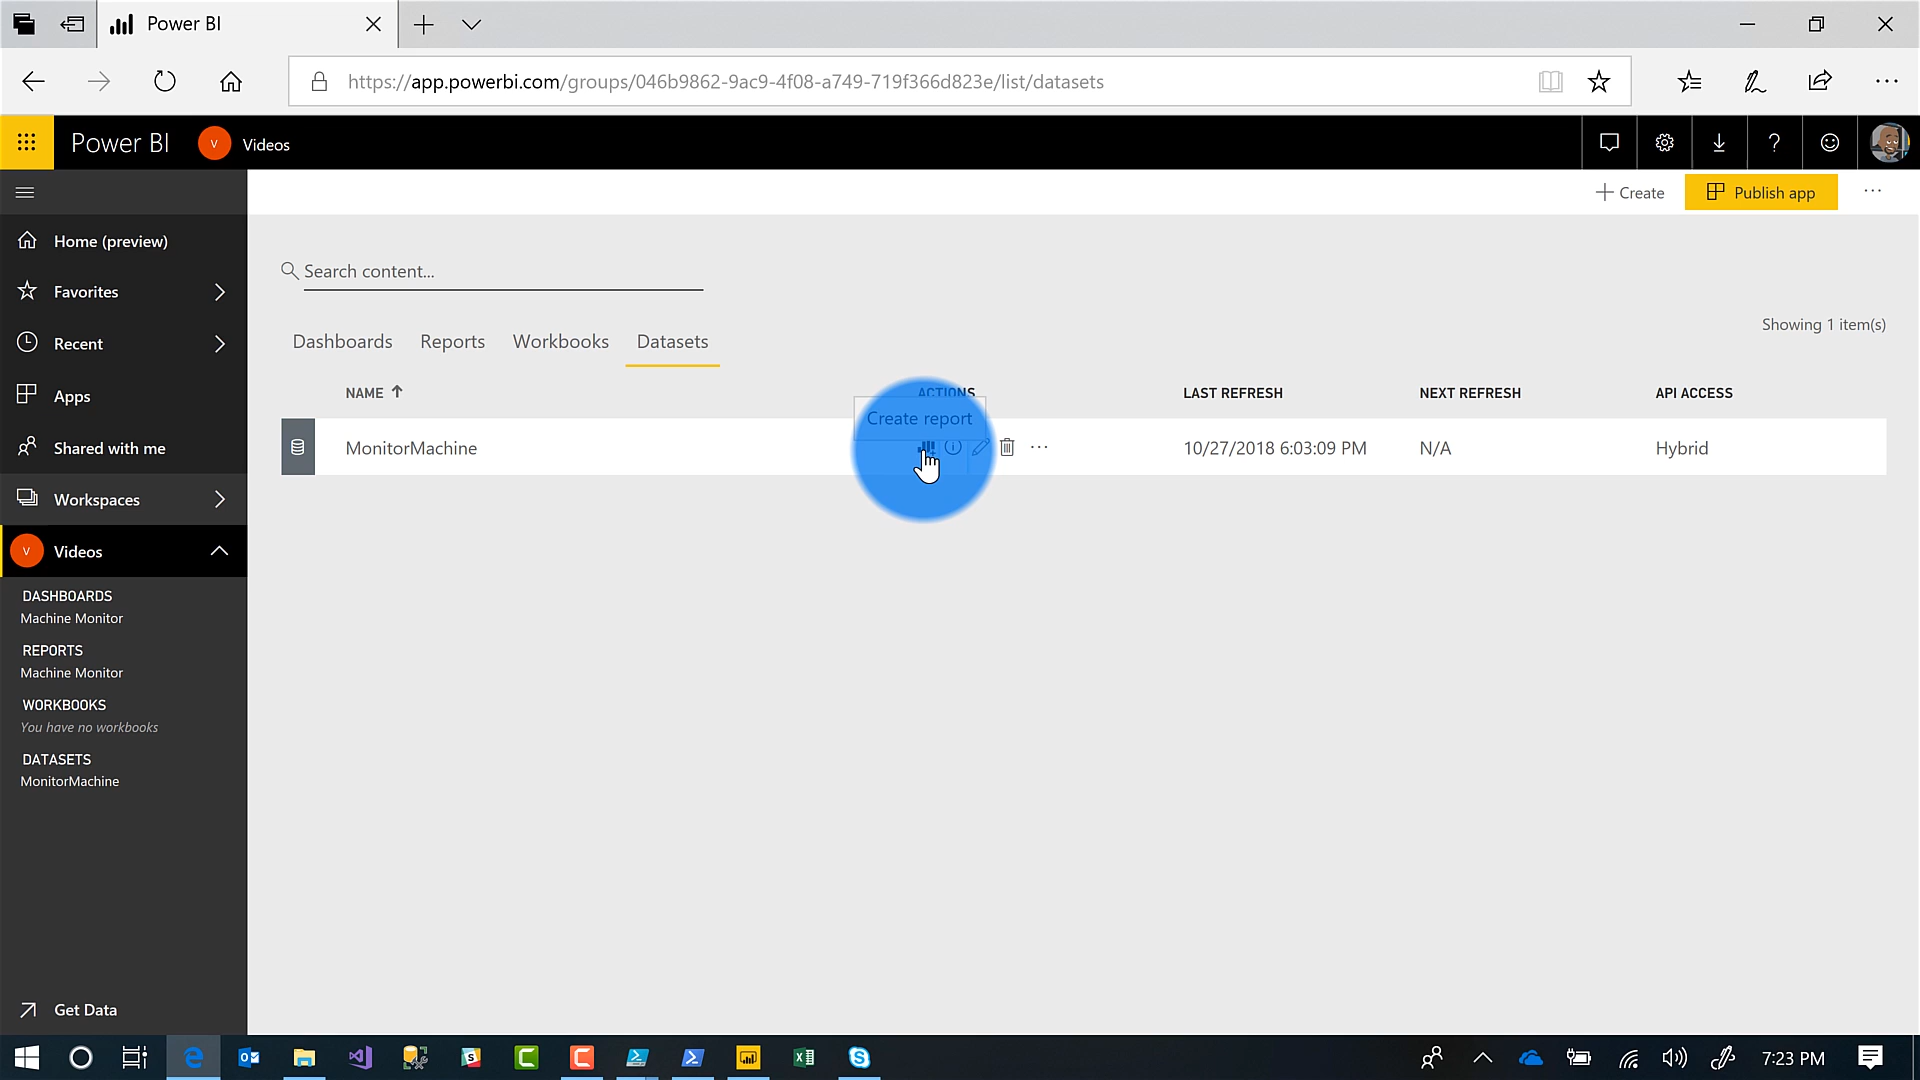 Power BI
https://app.powerbi.com/groups/046b9862-9ac9-4f08-a749-719f366d823e/list/datasets
Power BI
V
Videos
?
Create
Publish app
Home (preview)
Favorites
Recent
Apps
Shared with me
Workspaces
V
Videos
DASHBOARDS
Machine Monitor
REPORTS
Machine Monitor
WORKBOOKS
You have no workbooks
DATASETS
MonitorMachine
Get Data
Search content...
Showing 1 item(s)
Dashboards Reports Workbooks Datasets
NAME ACTIONS LAST REFRESH NEXT REFRESH API ACCESS
Create report
MonitorMachine 10/27/2018 6:03:09 PM N/A Hybrid
7:23 PM